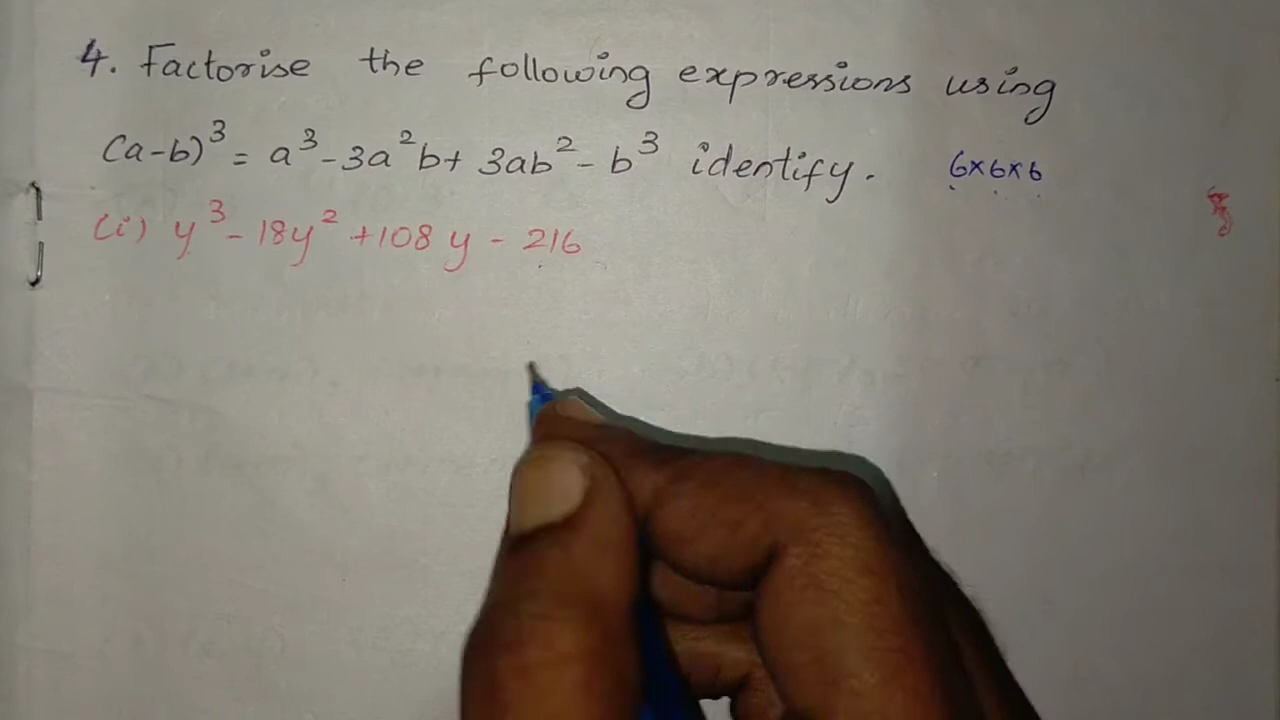 4. Factorise the following expressions using
(a-b)³ = a³ - 3a²b + 3ab² - b³ identify. 6×6×6
(i) y³ - 18y² + 108y - 216